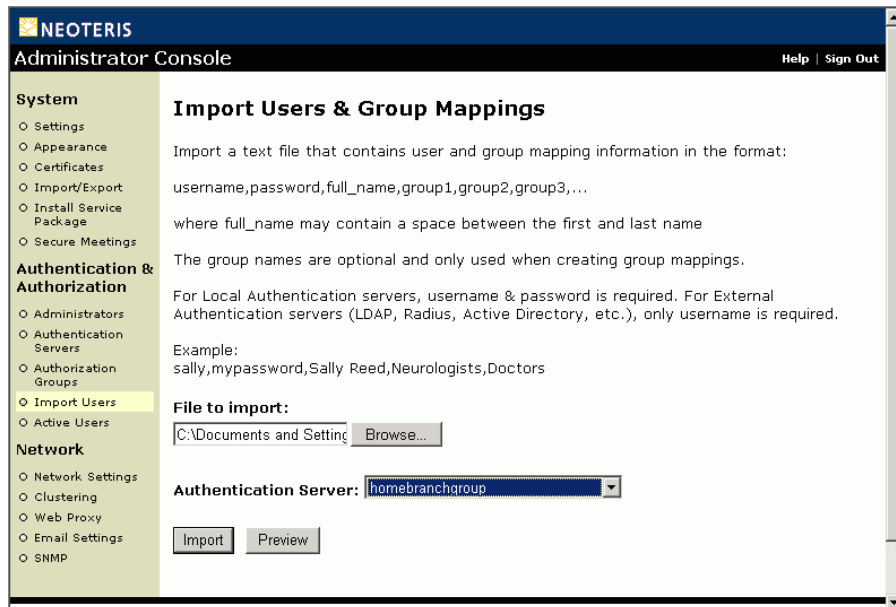 NEOTERIS
Administrator Console
Help | Sign Out
System
Settings
Appearance
Certificates
Import/Export
Install Service
Package
Secure Meetings
Authentication &
Authorization
Administrators
Authentication
Servers
Authorization
Groups
Import Users
Active Users
Network
Network Settings
Clustering
Web Proxy
Email Settings
SNMP
Import Users & Group Mappings
Import a text file that contains user and group mapping information in the format:
username,password,full_name,group1,group2,group3,...
where full_name may contain a space between the first and last name
The group names are optional and only used when creating group mappings.
For Local Authentication servers, username & password is required. For External
Authentication servers (LDAP, Radius, Active Directory, etc.), only username is required.
Example:
sally,mypassword,Sally Reed,Neurologists,Doctors
File to import:
C:\Documents and Setting Browse...
Authentication Server: homebranchgroup
Import Preview